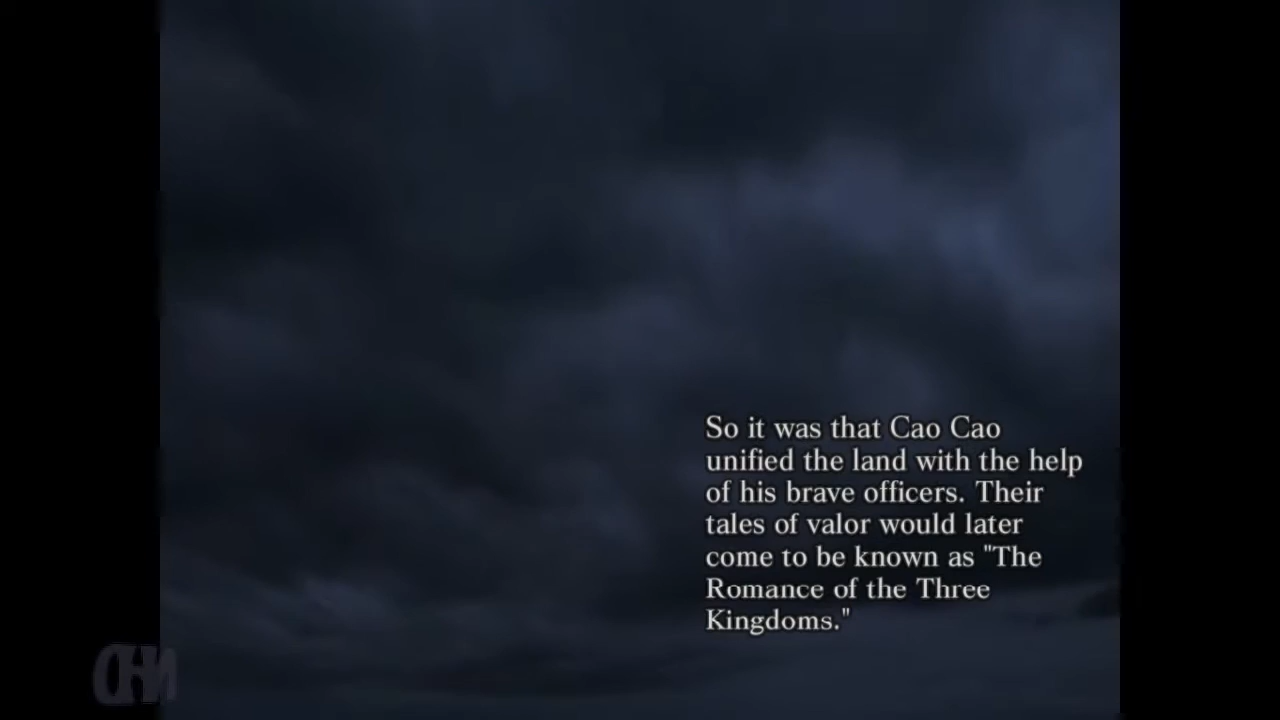 So it was that Cao Cao
unified the land with the help
of his brave officers. Their
tales of valor would later
come to be known as "The
Romance of the Three
Kingdoms."